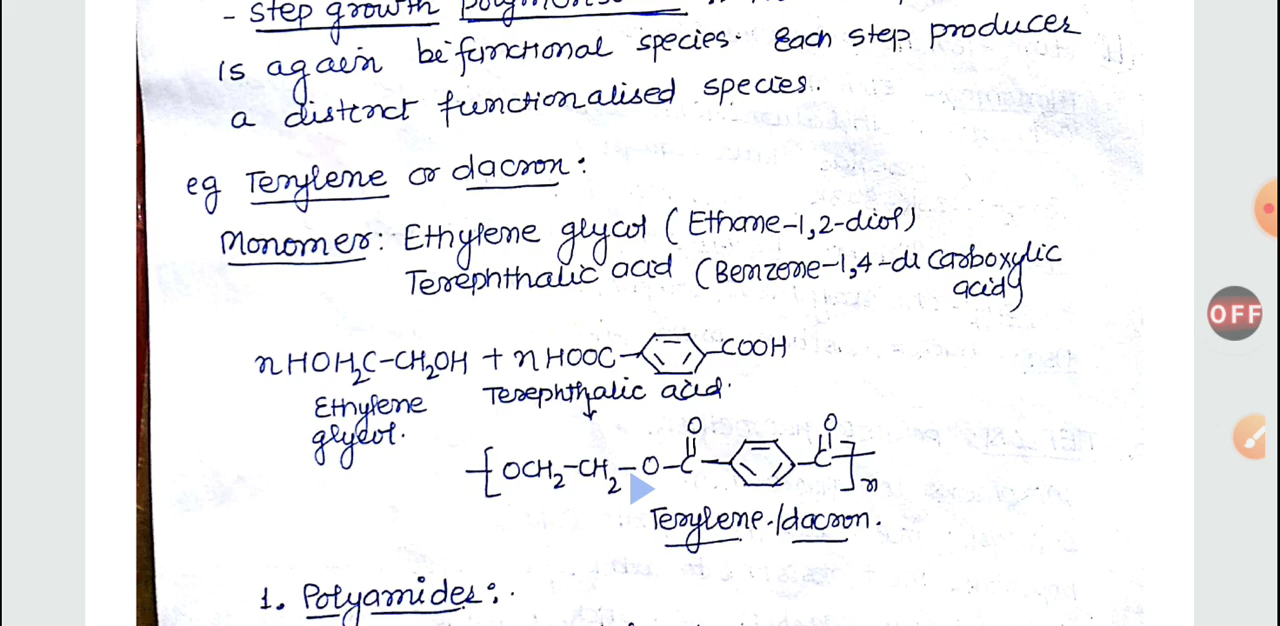 - step growth
is again bifunctional species. Each step produces
a distinct functionalised species.
eg Terylene or dacron:
Monomer: Ethylene glycol (Ethane-1,2-diol)
Terephthalic acid (Benzene-1,4-di carboxylic
acid)
nHOH₂C-CH₂OH + nHOOC- -COOH
Ethylene
glycol.
Terephthalic acid.
O O
[OCH₂-CH₂-O-C- -C]n
Terylene/dacron.
1. Polyamides:
OFF